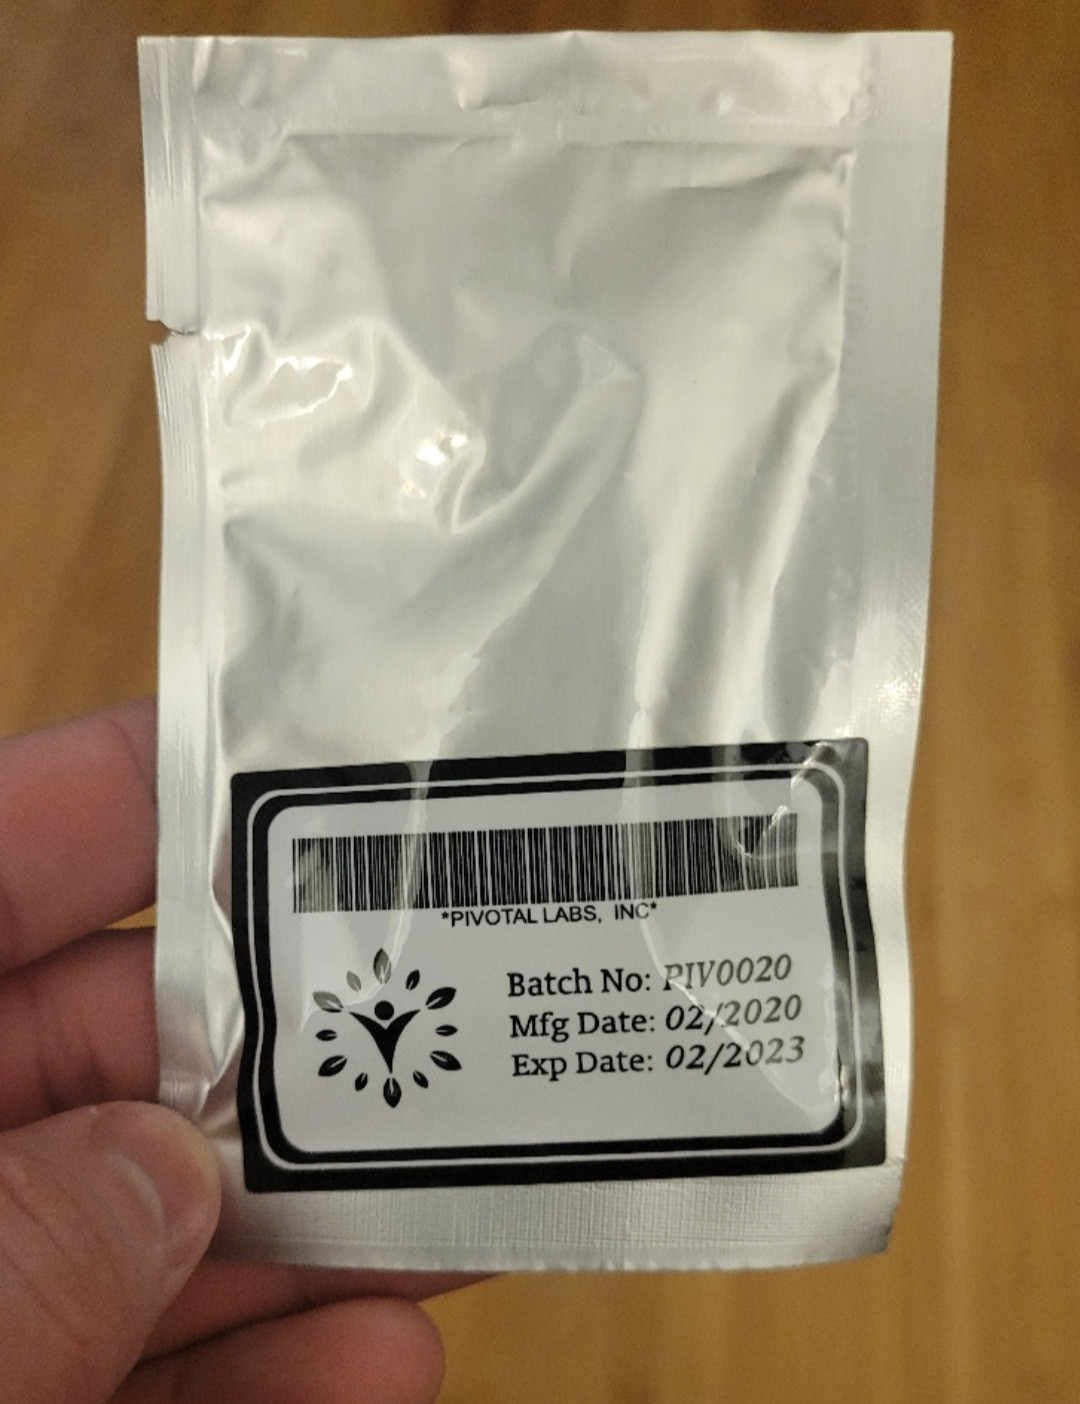 *PIVOTAL LABS, INC*
Batch No: PIV0020
Mfg Date: 02/2020
Exp Date: 02/2023